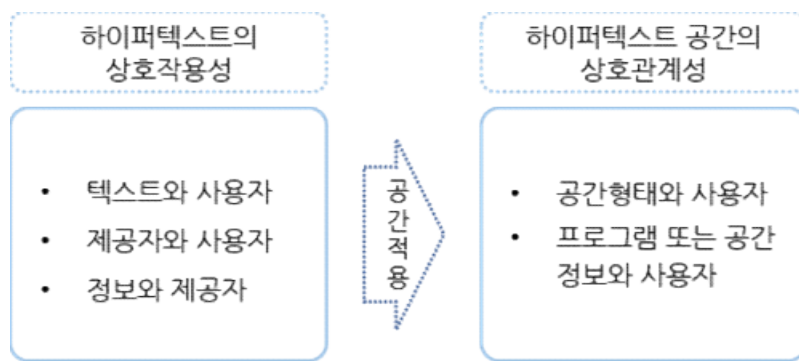 하이퍼텍스트의
상호작용성
• 텍스트와 사용자
• 제공자와 사용자
• 정보와 제공자
공간적용
하이퍼텍스트 공간의
상호관계성
• 공간형태와 사용자
• 프로그램 또는 공간
정보와 사용자